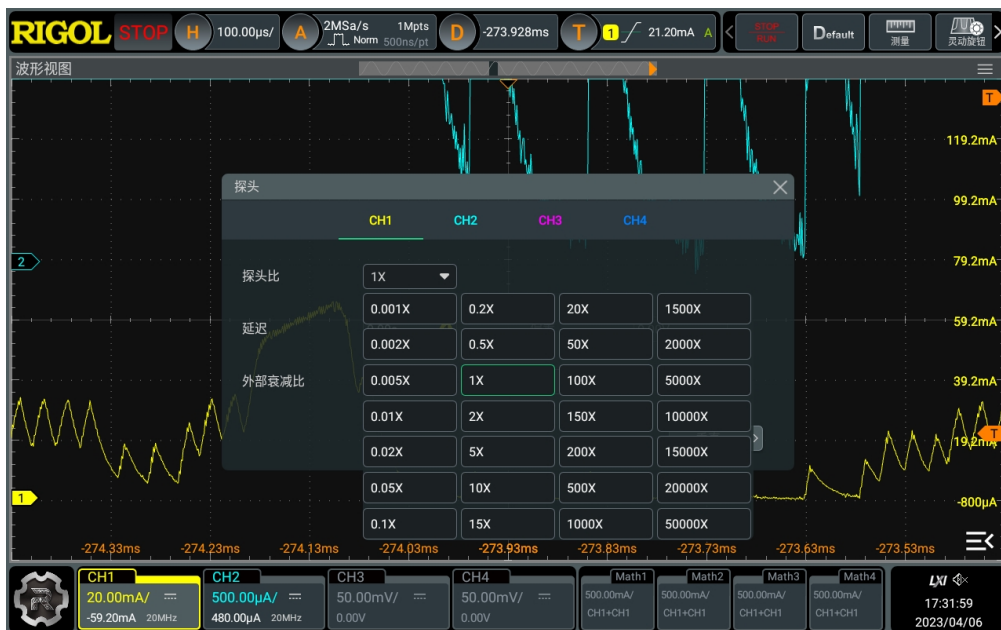 RIGOL STOP H 100.00μs/ A 2MSa/s 1Mpts Norm 500ns/pt D -273.928ms T 1 21.20mA A STOP RUN Default 测量 灵动旋钮
波形视图
T
119.2mA
99.2mA
79.2mA
59.2mA
39.2mA
19.2mA
-800μA
2
1
T
探头
CH1 CH2 CH3 CH4
探头比 1X
延迟
外部衰减比
0.001X 0.2X 20X 1500X
0.002X 0.5X 50X 2000X
0.005X 1X 100X 5000X
0.01X 2X 150X 10000X
0.02X 5X 200X 15000X
0.05X 10X 500X 20000X
0.1X 15X 1000X 50000X
-274.33ms -274.23ms -274.13ms -274.03ms -273.93ms -273.83ms -273.73ms -273.63ms -273.53ms
CH1 CH2 CH3 CH4 Math1 Math2 Math3 Math4
20.00mA/ 500.00μA/ 50.00mV/ 50.00mV/ 500.00mA/ 500.00mA/ 500.00mA/ 500.00mA/
-59.20mA 20MHz 480.00μA 20MHz 0.00V 0.00V CH1+CH1 CH1+CH1 CH1+CH1 CH1+CH1
LXI
17:31:59
2023/04/06